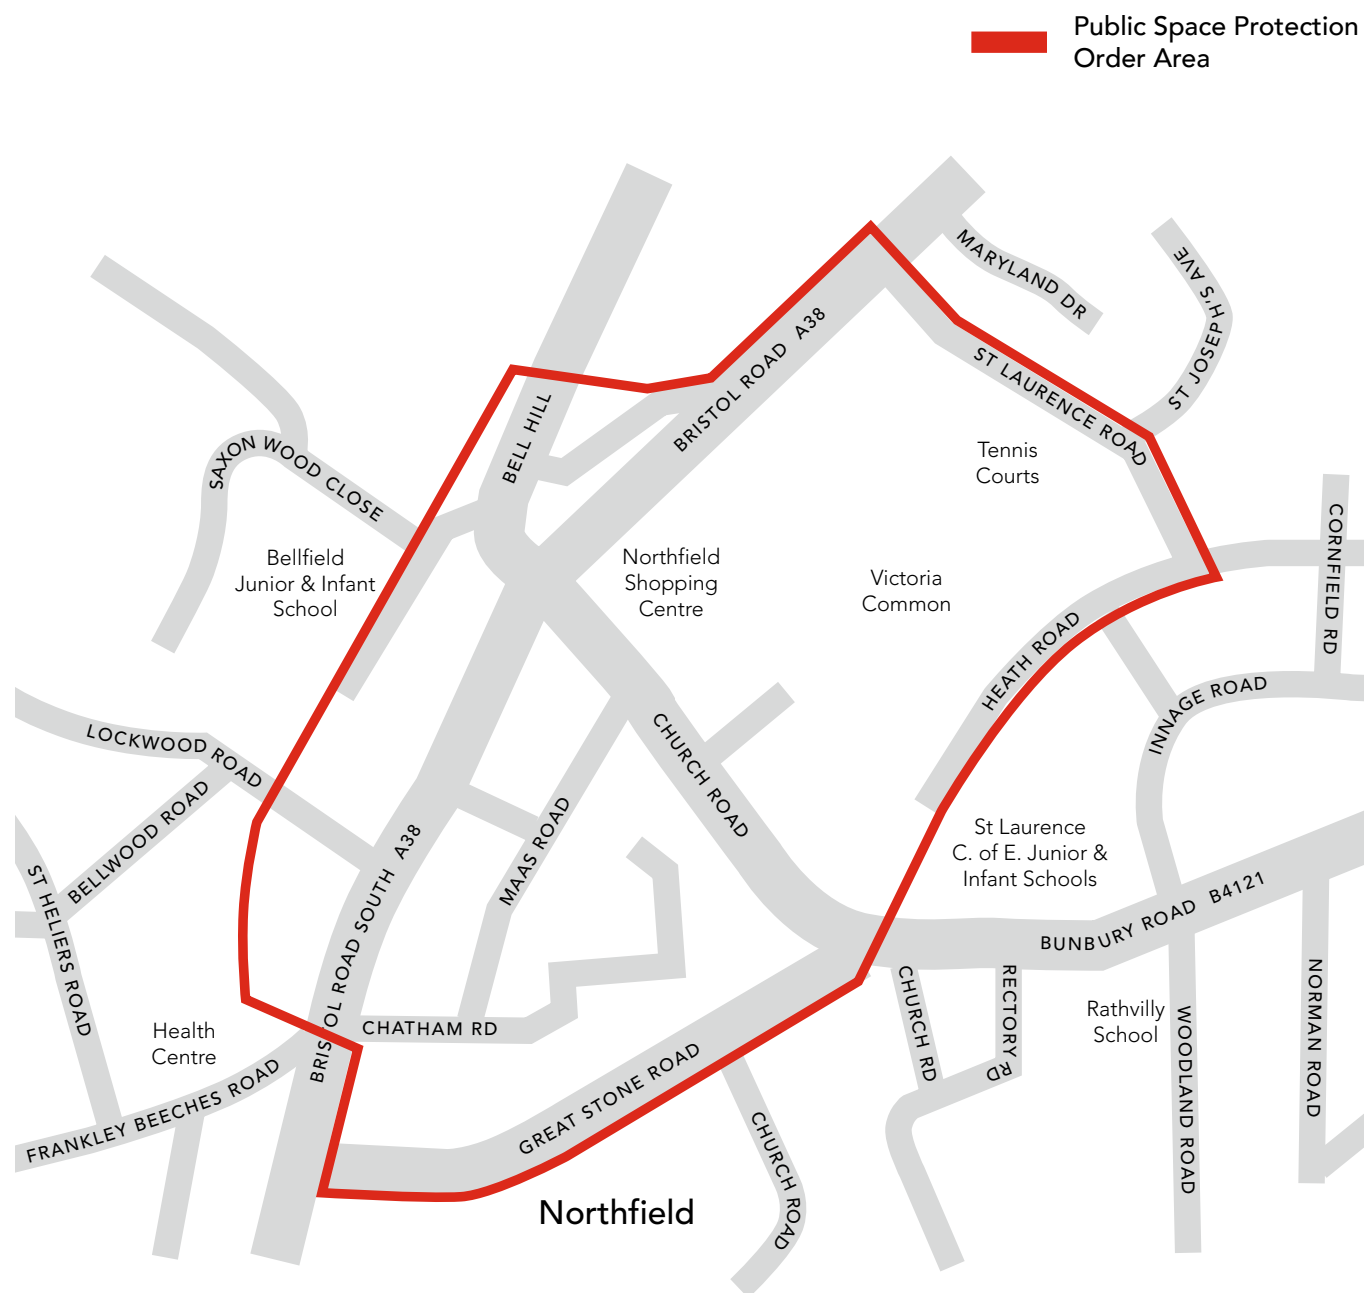 Public Space Protection
Order Area
MARYLAND DR
ST JOSEPH'S AVE
BRISTOL ROAD A38
ST LAURENCE ROAD
BELL HILL
Tennis
Courts
SAXON WOOD CLOSE
CORNFIELD RD
Bellfield
Junior & Infant
School
Northfield
Shopping
Centre
Victoria
Common
HEATH ROAD
INNAGE ROAD
LOCKWOOD ROAD
CHURCH ROAD
BELLWOOD ROAD
MAAS ROAD
St Laurence
C. of E. Junior &
Infant Schools
ST HELIERS ROAD
BRISTOL ROAD SOUTH A38
BUNBURY ROAD B4121
CHURCH RD
RECTORY RD
Rathvilly
School
WOODLAND ROAD
NORMAN ROAD
Health
Centre
CHATHAM RD
FRANKLEY BEECHES ROAD
GREAT STONE ROAD
CHURCH ROAD
Northfield